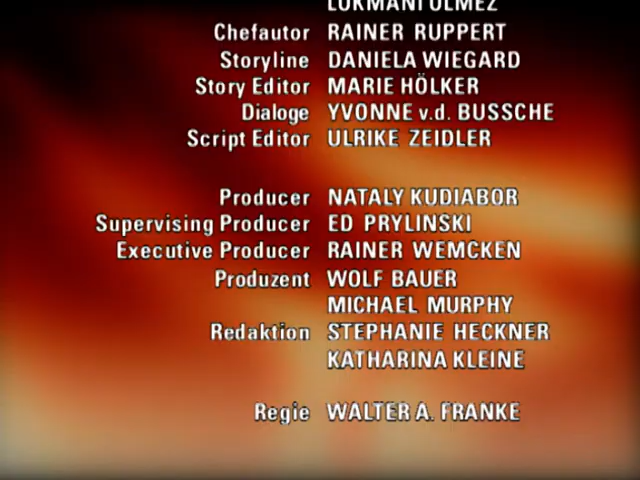 LOKMANI ÖLMEZ
Chefautor RAINER RUPPERT
Storyline DANIELA WIEGARD
Story Editor MARIE HÖLKER
Dialoge YVONNE v.d. BUSSCHE
Script Editor ULRIKE ZEIDLER
Producer NATALY KUDIABOR
Supervising Producer ED PRYLINSKI
Executive Producer RAINER WEMCKEN
Produzent WOLF BAUER
MICHAEL MURPHY
Redaktion STEPHANIE HECKNER
KATHARINA KLEINE
Regie WALTER A. FRANKE